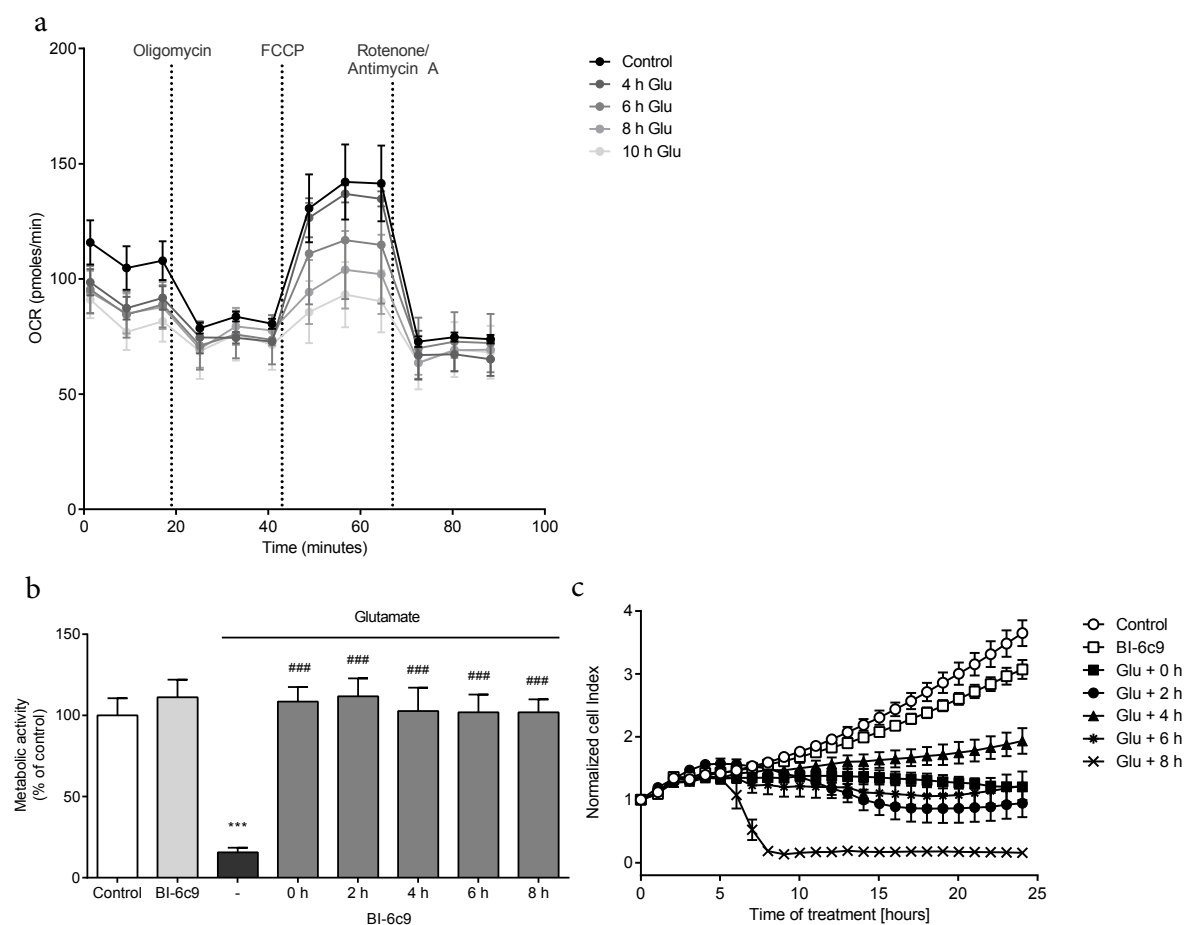 a
200
150
100
50
0
OCR (pmoles/min)
Oligomycin
FCCP
Rotenone/
Antimycin A
0 20 40 60 80 100
Time (minutes)
Control
4 h Glu
6 h Glu
8 h Glu
10 h Glu
b
Glutamate
150
100
50
0
Metabolic activity
(% of control)
***
### ### ### ### ###
Control BI-6c9 - 0 h 2 h 4 h 6 h 8 h
BI-6c9
c
4
3
2
1
0
Normalized cell Index
0 5 10 15 20 25
Time of treatment [hours]
Control
BI-6c9
Glu + 0 h
Glu + 2 h
Glu + 4 h
Glu + 6 h
Glu + 8 h